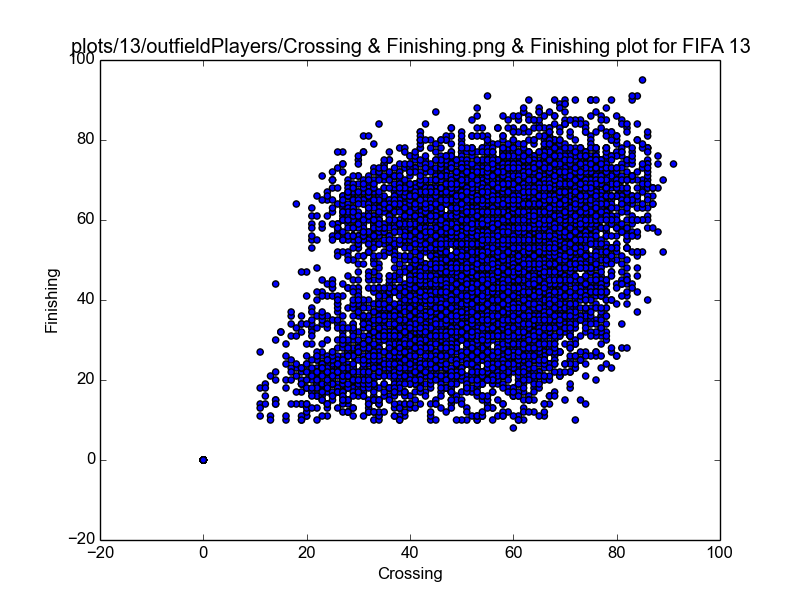 plots/13/outfieldPlayers/Crossing & Finishing.png & Finishing plot for FIFA 13
100
80
60
40
20
0
−20
Finishing
−20 0 20 40 60 80 100
Crossing